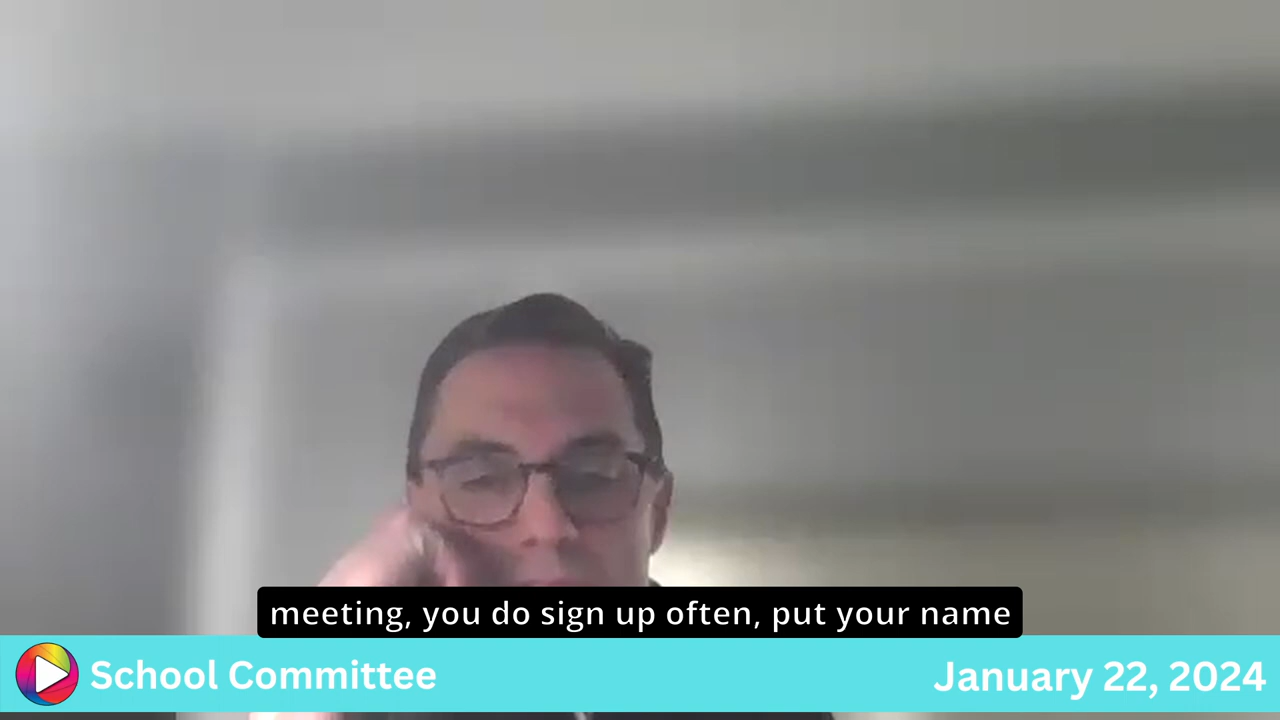 meeting, you do sign up often, put your name
School Committee
January 22, 2024